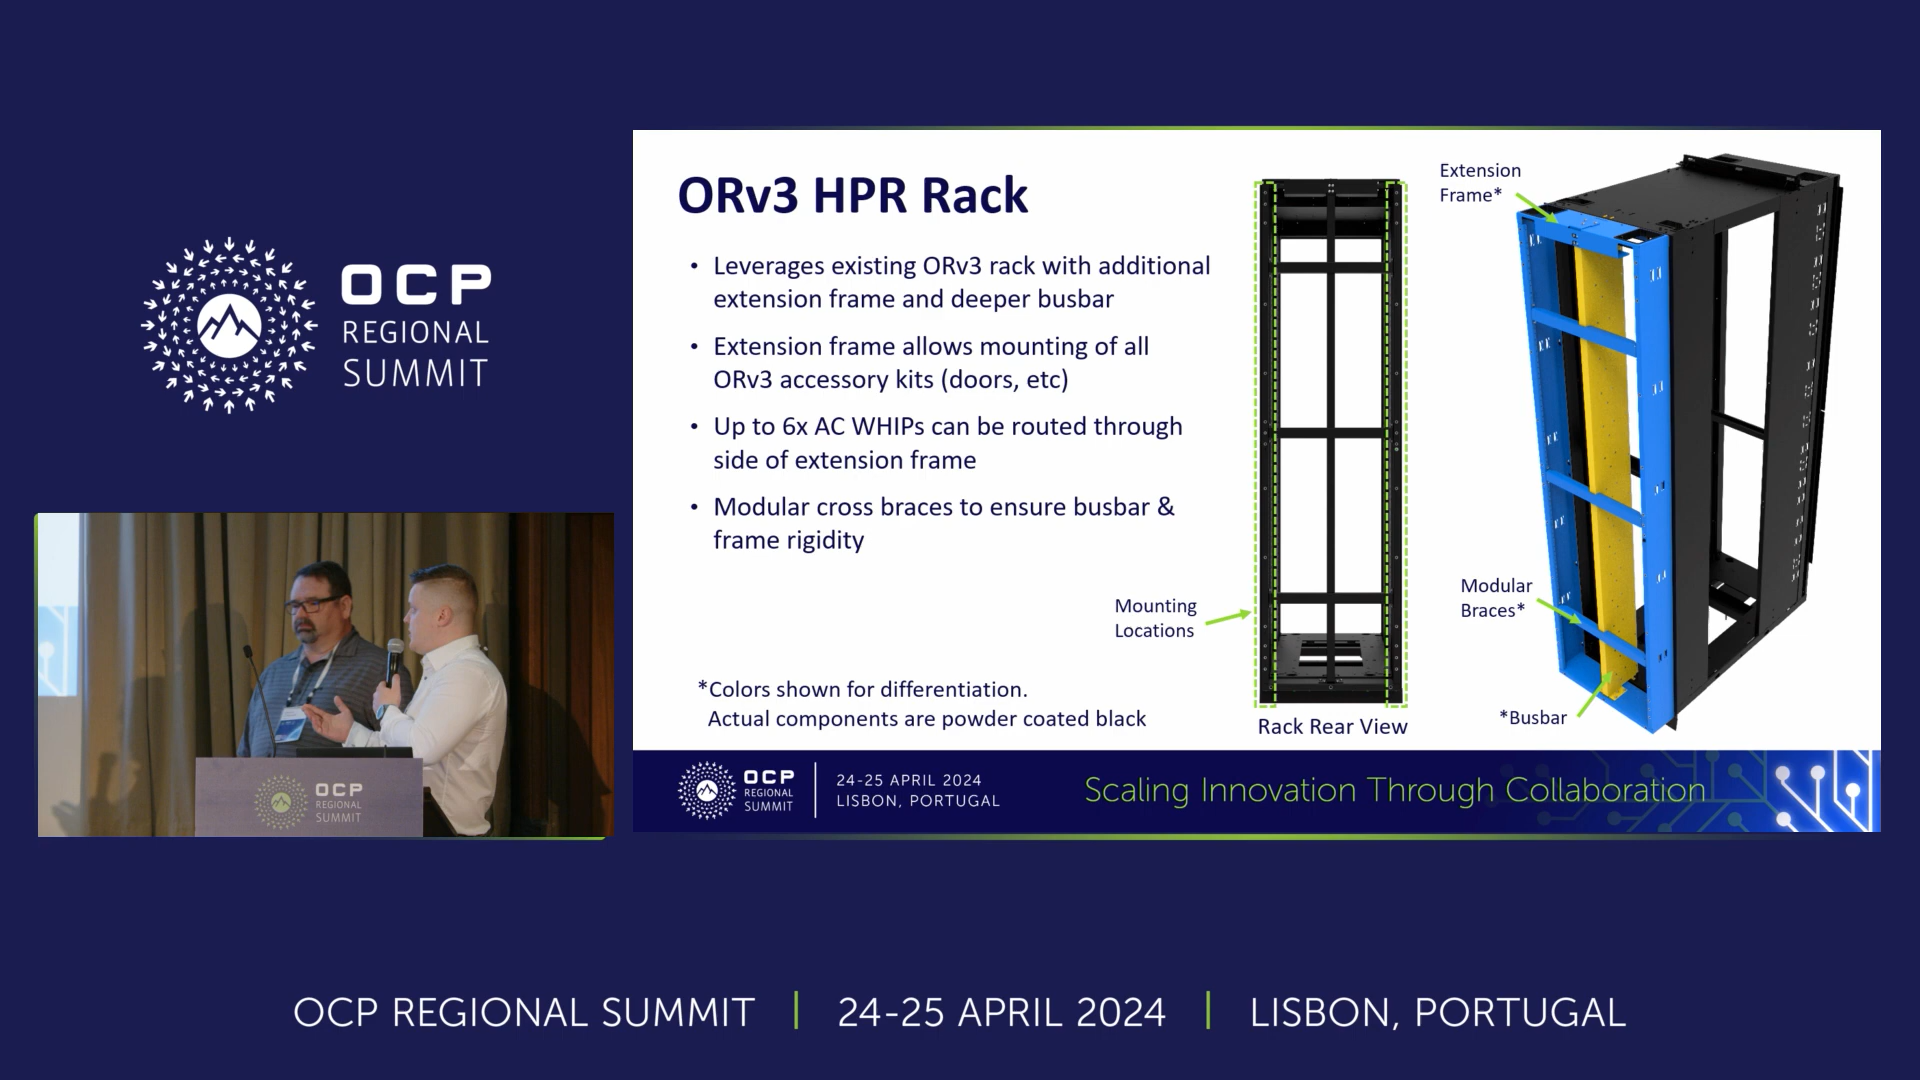 OCP
REGIONAL
SUMMIT
ORv3 HPR Rack
• Leverages existing ORv3 rack with additional
extension frame and deeper busbar
• Extension frame allows mounting of all
ORv3 accessory kits (doors, etc)
• Up to 6x AC WHIPs can be routed through
side of extension frame
• Modular cross braces to ensure busbar &
frame rigidity
*Colors shown for differentiation.
Actual components are powder coated black
Mounting
Locations
Rack Rear View
Extension
Frame*
Modular
Braces*
*Busbar
OCP
REGIONAL
SUMMIT
24-25 APRIL 2024
LISBON, PORTUGAL
Scaling Innovation Through Collaboration
OCP
REGIONAL
SUMMIT
OCP REGIONAL SUMMIT | 24-25 APRIL 2024 | LISBON, PORTUGAL